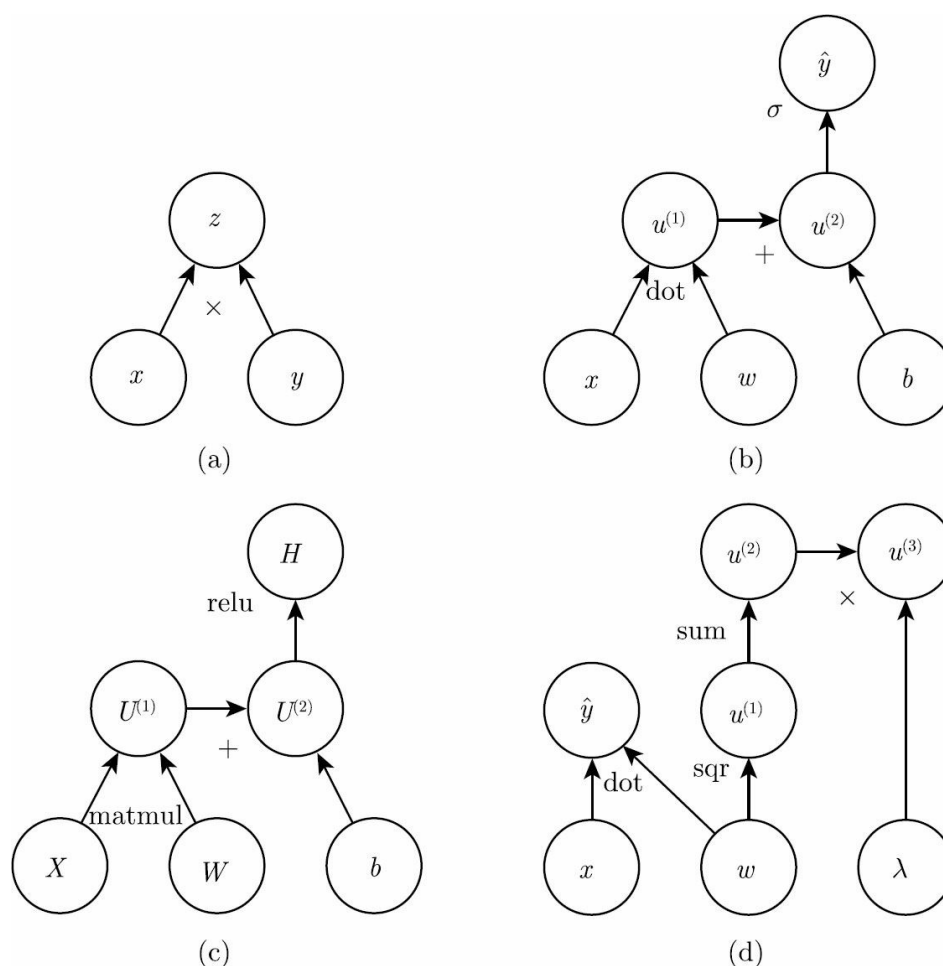 z
×
x
y
(a)
ŷ
σ
u⁽¹⁾
u⁽²⁾
+
dot
x
w
b
(b)
H
relu
U⁽¹⁾
U⁽²⁾
+
matmul
X
W
b
(c)
u⁽²⁾
u⁽³⁾
×
sum
ŷ
u⁽¹⁾
dot
sqr
x
w
λ
(d)